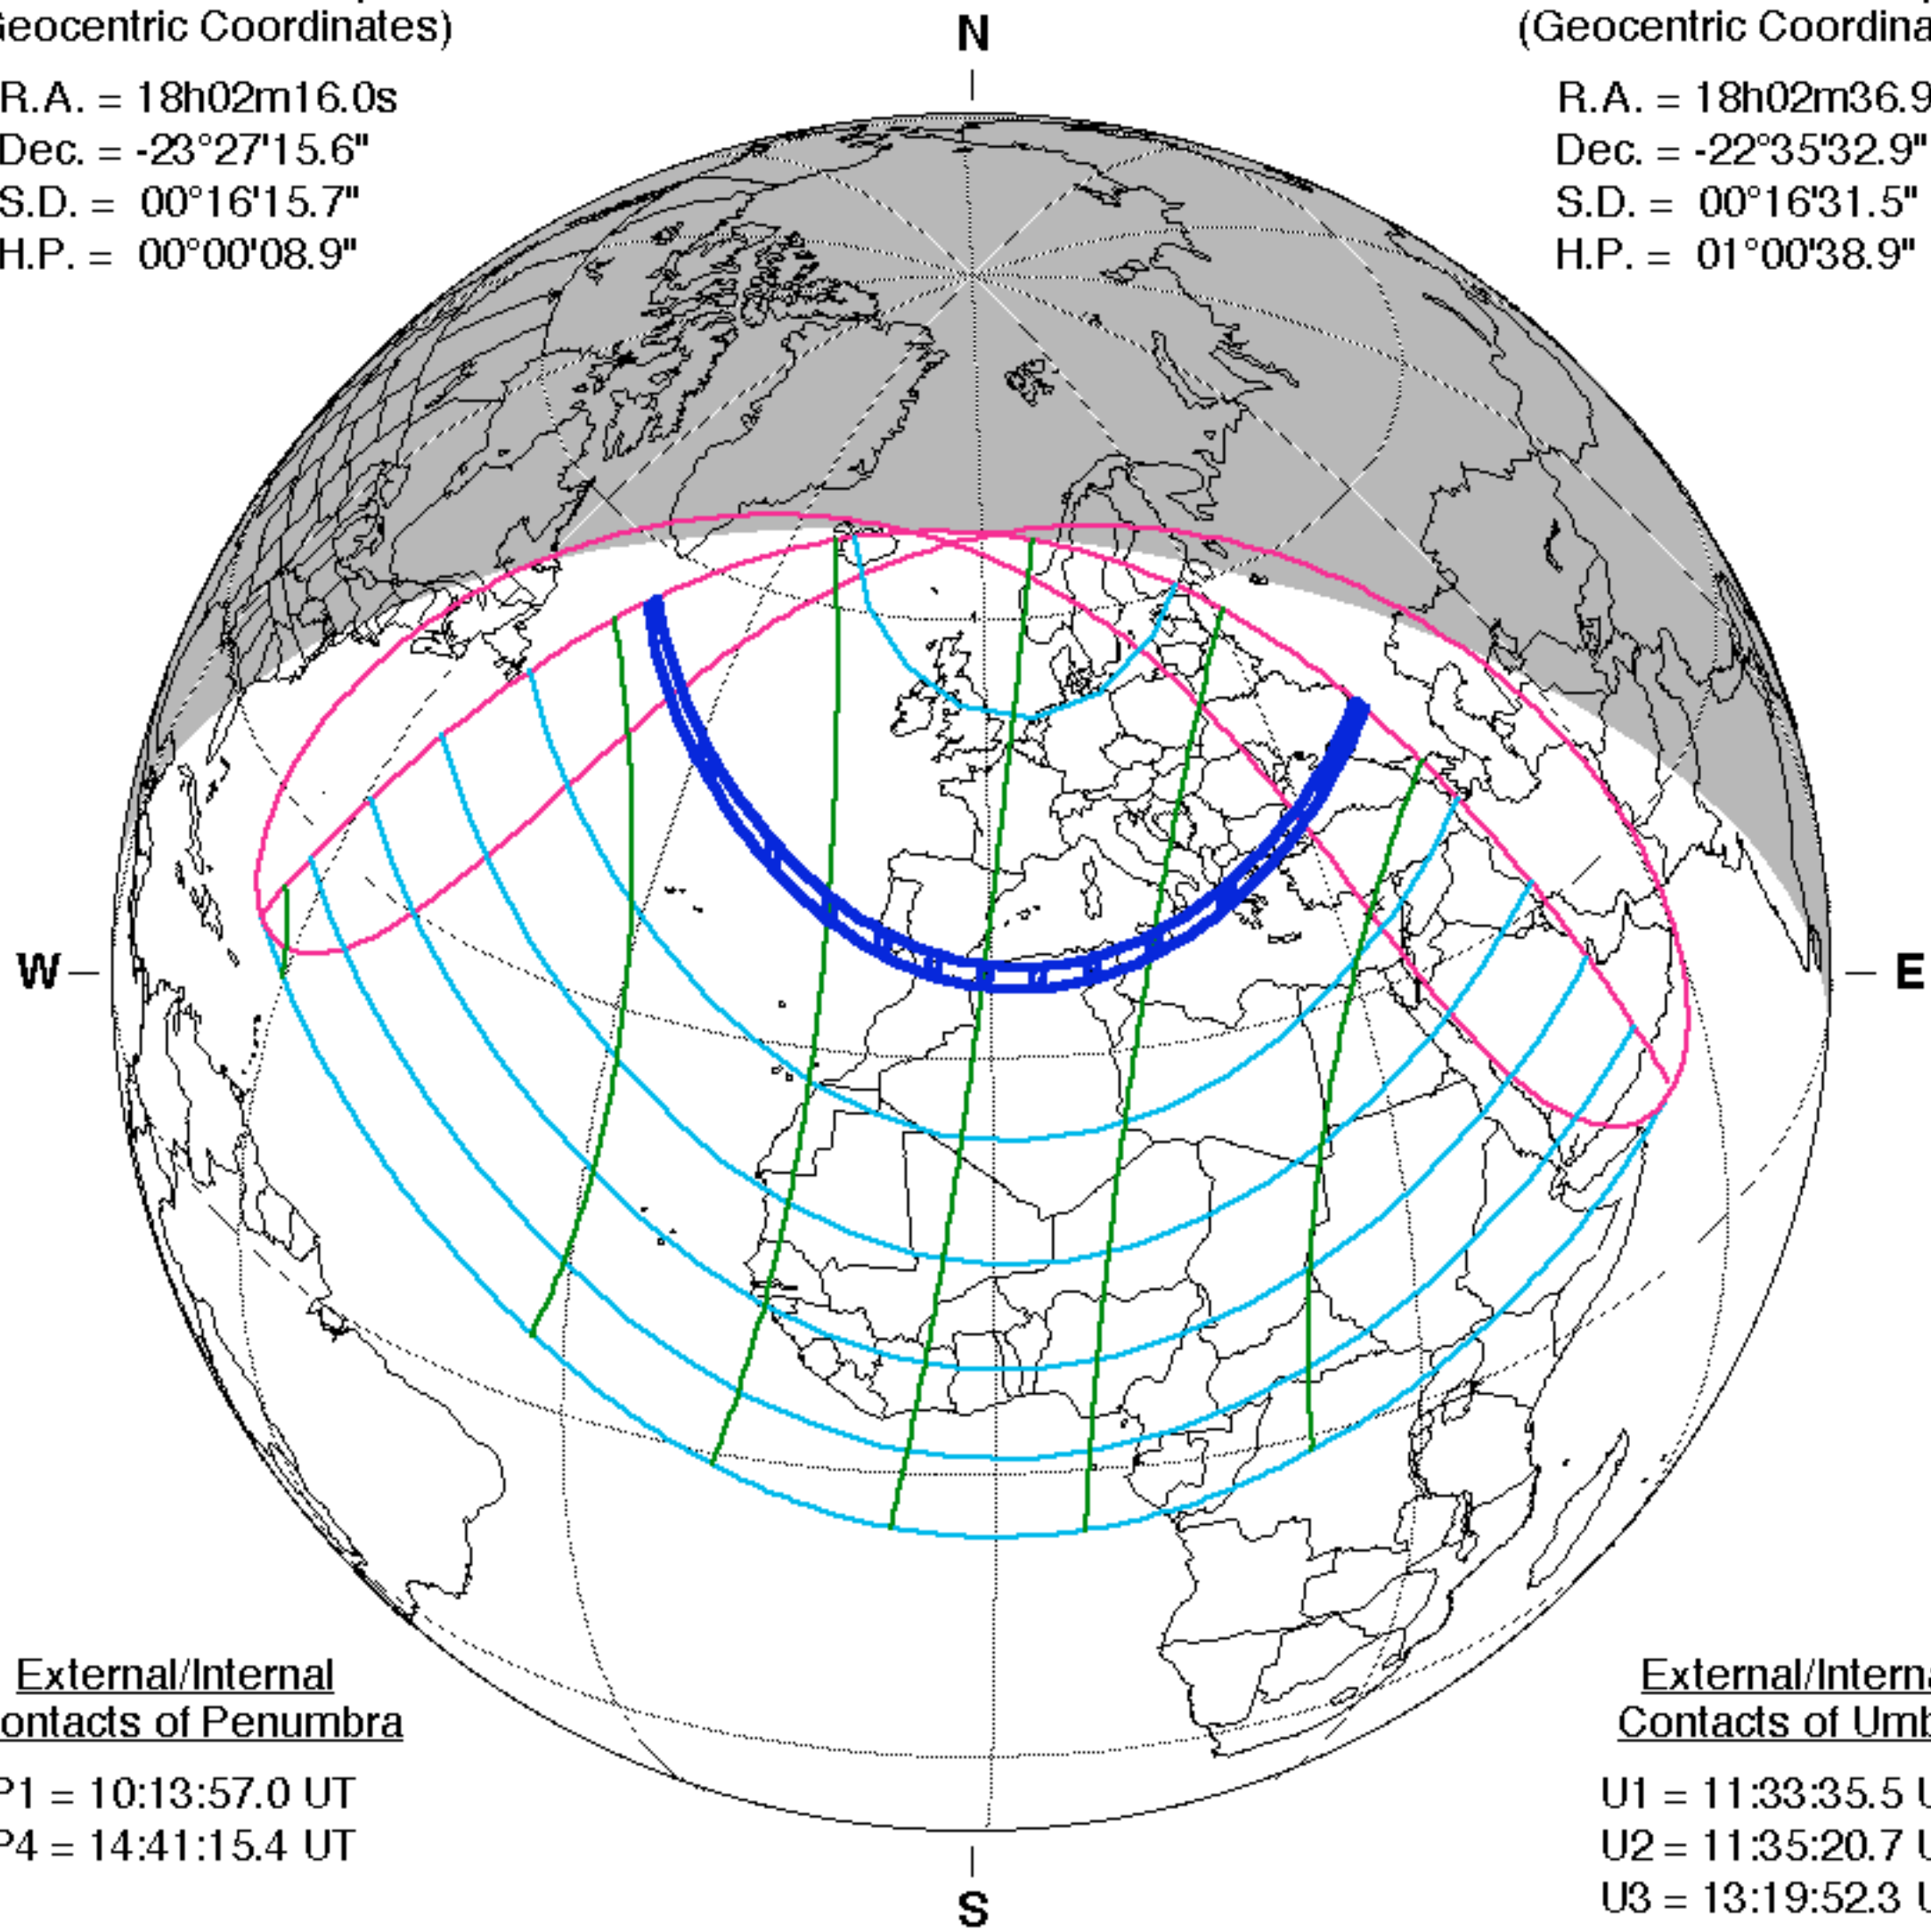 eocentric Coordinates)
R.A. = 18h02m16.0s
Dec. = -23°27'15.6"
S.D. = 00°16'15.7"
H.P. = 00°00'08.9"
N
(Geocentric Coordina
R.A. = 18h02m36.9
Dec. = -22°35'32.9"
S.D. = 00°16'31.5"
H.P. = 01°00'38.9"
W
E
External/Internal
ontacts of Penumbra
P1 = 10:13:57.0 UT
P4 = 14:41:15.4 UT
External/Interna
Contacts of Umb
U1 = 11:33:35.5 U
U2 = 11:35:20.7 U
U3 = 13:19:52.3 U
S